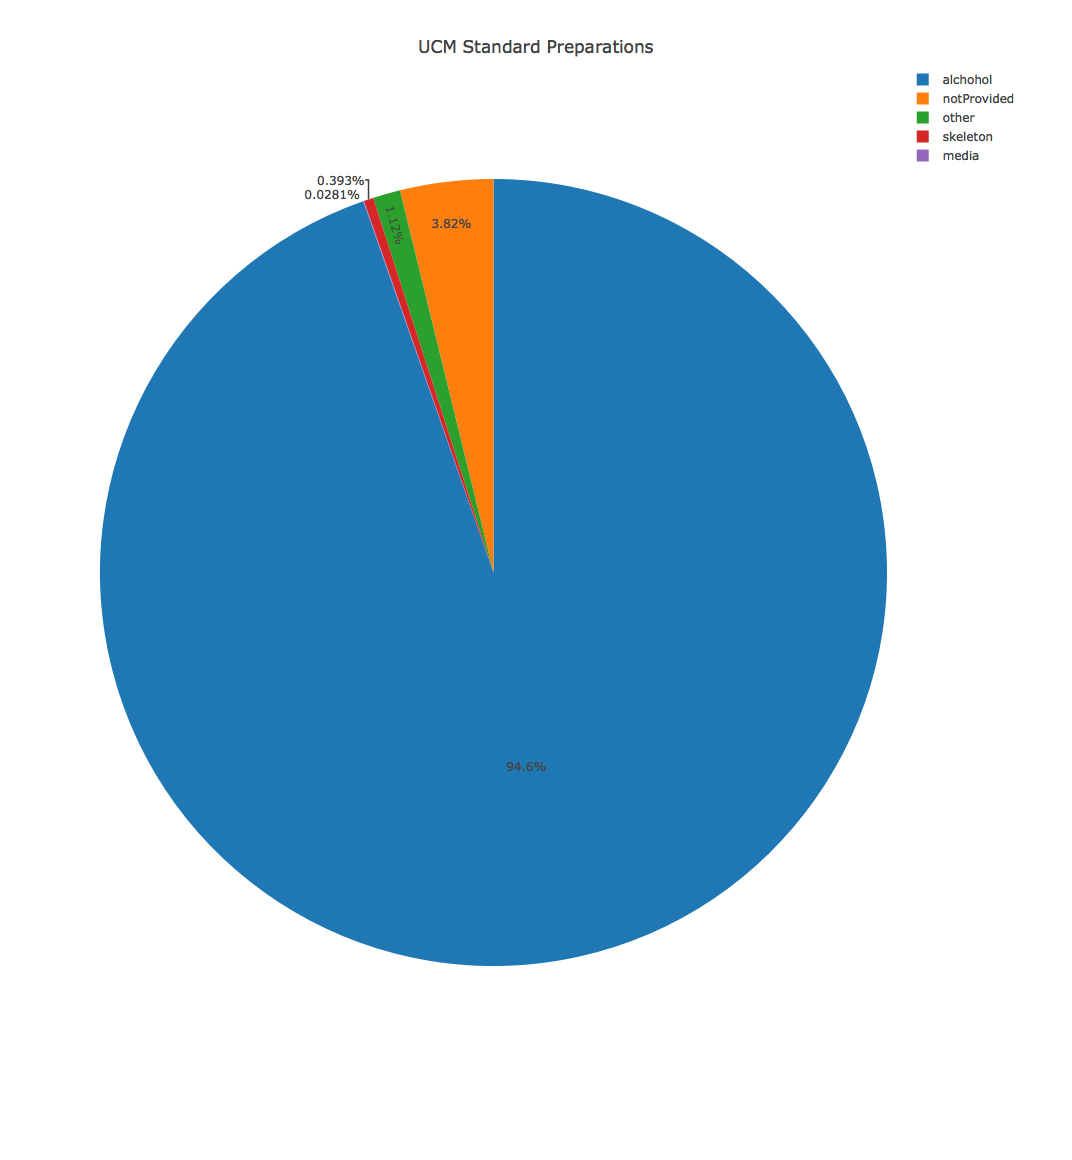 UCM Standard Preparations
alchohol
notProvided
other
skeleton
media
0.393%
0.0281%
1.12%
3.82%
94.6%